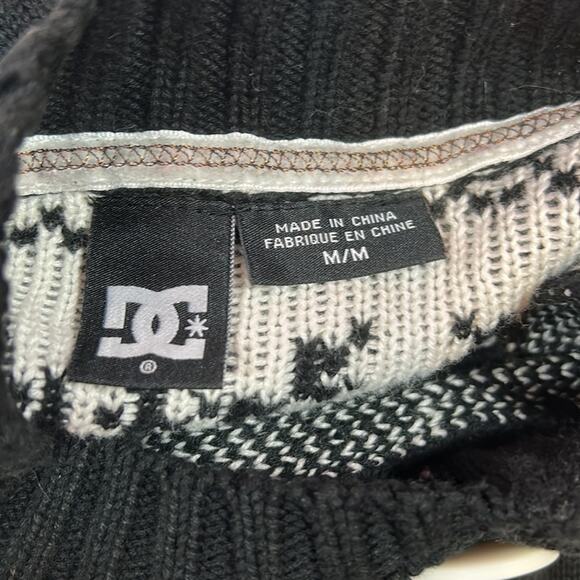 DC
®
MADE IN CHINA
FABRIQUE EN CHINE
M/M